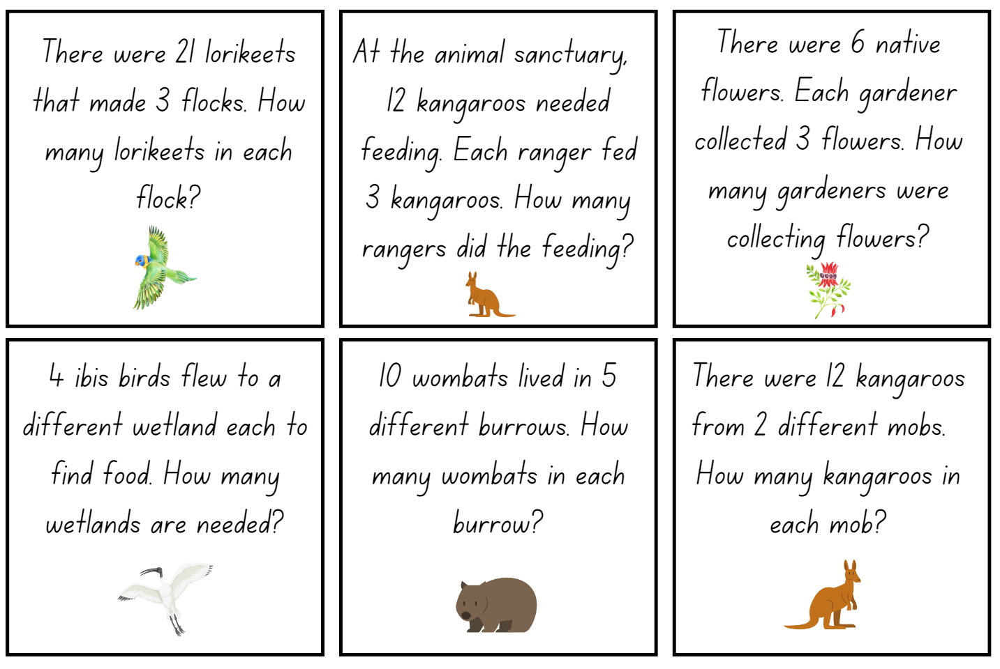 There were 21 lorikeets
that made 3 flocks. How
many lorikeets in each
flock?
At the animal sanctuary,
12 kangaroos needed
feeding. Each ranger fed
3 kangaroos. How many
rangers did the feeding?
There were 6 native
flowers. Each gardener
collected 3 flowers. How
many gardeners were
collecting flowers?
4 ibis birds flew to a
different wetland each to
find food. How many
wetlands are needed?
10 wombats lived in 5
different burrows. How
many wombats in each
burrow?
There were 12 kangaroos
from 2 different mobs.
How many kangaroos in
each mob?